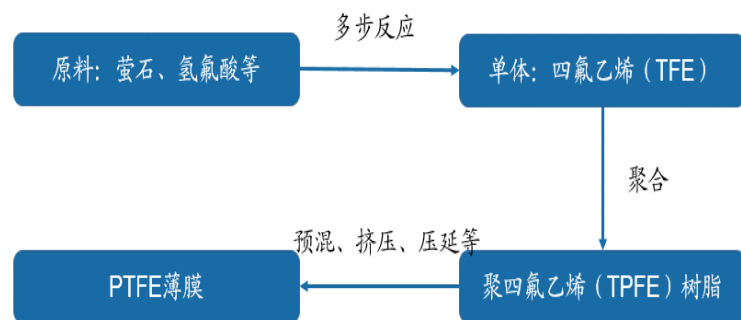 多步反应
原料：萤石、氢氟酸等
单体：四氟乙烯（TFE）
聚合
预混、挤压、压延等
PTFE薄膜
聚四氟乙烯（TPFE）树脂